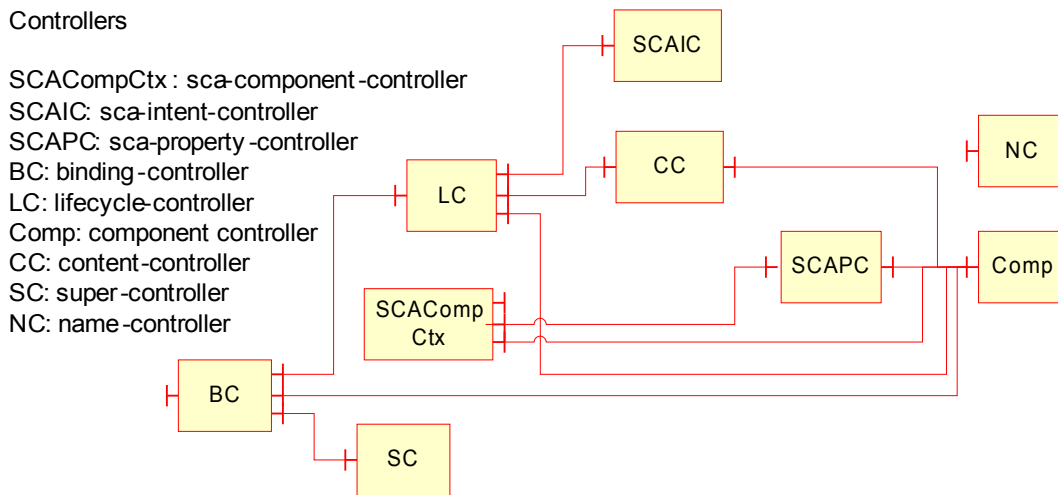 Controllers
SCACompCtx : sca-component-controller
SCAIC: sca-intent-controller
SCAPC: sca-property-controller
BC: binding-controller
LC: lifecycle-controller
Comp: component controller
CC: content-controller
SC: super-controller
NC: name-controller
SCAIC
CC
NC
LC
SCAPC
Comp
SCAComp
Ctx
BC
SC